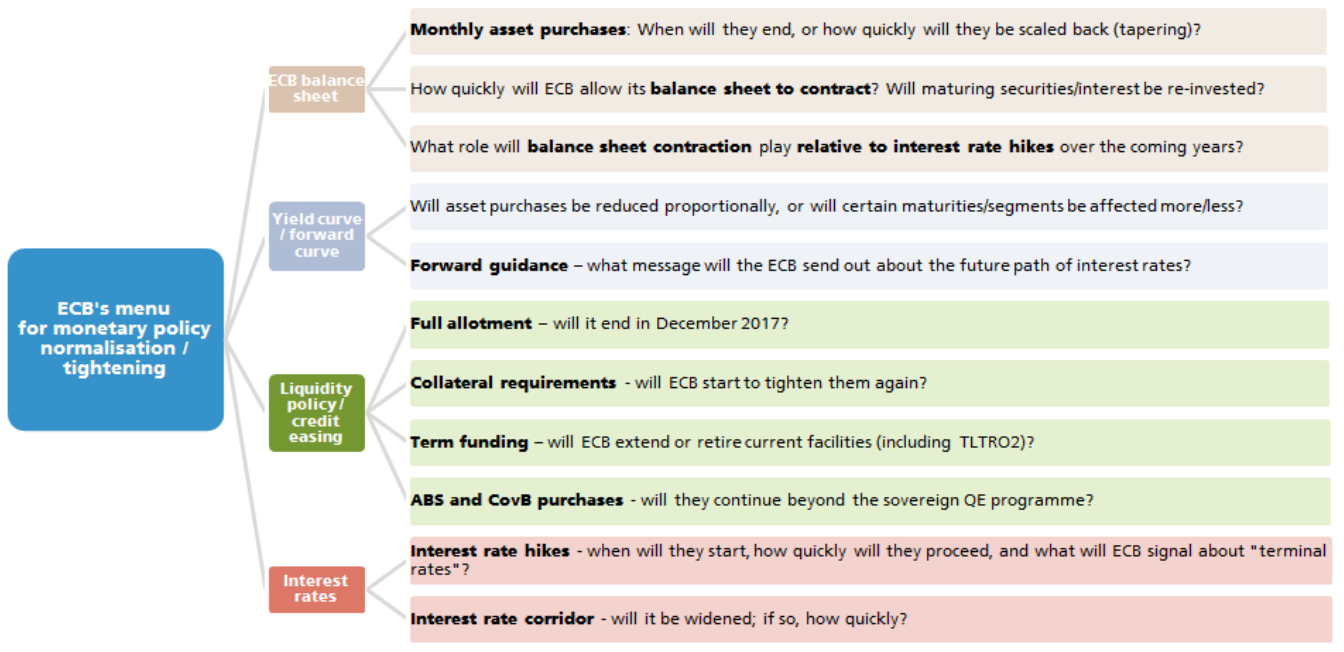 ECB's menu
for monetary policy
normalisation /
tightening
ECB balance
sheet
Monthly asset purchases: When will they end, or how quickly will they be scaled back (tapering)?
How quickly will ECB allow its balance sheet to contract? Will maturing securities/interest be re-invested?
What role will balance sheet contraction play relative to interest rate hikes over the coming years?
Yield curve
/ forward
curve
Will asset purchases be reduced proportionally, or will certain maturities/segments be affected more/less?
Forward guidance – what message will the ECB send out about the future path of interest rates?
Liquidity
policy /
credit
easing
Full allotment – will it end in December 2017?
Collateral requirements - will ECB start to tighten them again?
Term funding – will ECB extend or retire current facilities (including TLTRO2)?
ABS and CovB purchases - will they continue beyond the sovereign QE programme?
Interest
rates
Interest rate hikes - when will they start, how quickly will they proceed, and what will ECB signal about "terminal
rates"?
Interest rate corridor - will it be widened; if so, how quickly?